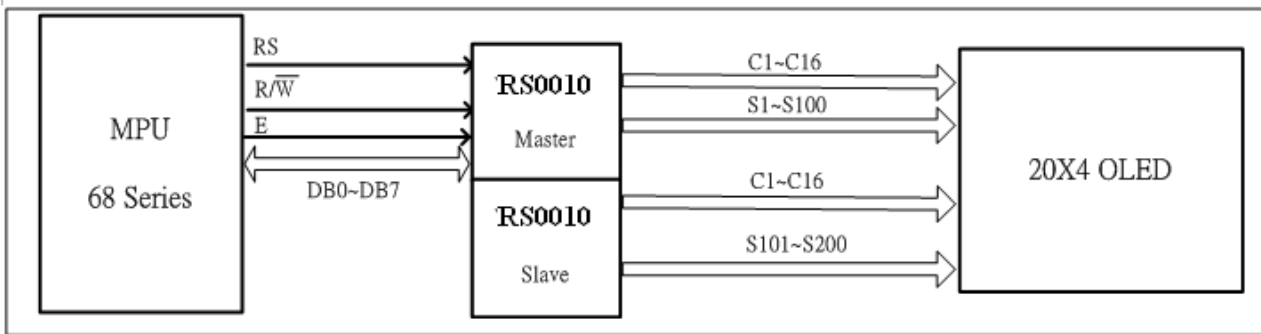 MPU
68 Series
RS
R/W̅
E
DB0~DB7
RS0010
Master
RS0010
Slave
C1~C16
S1~S100
C1~C16
S101~S200
20X4 OLED